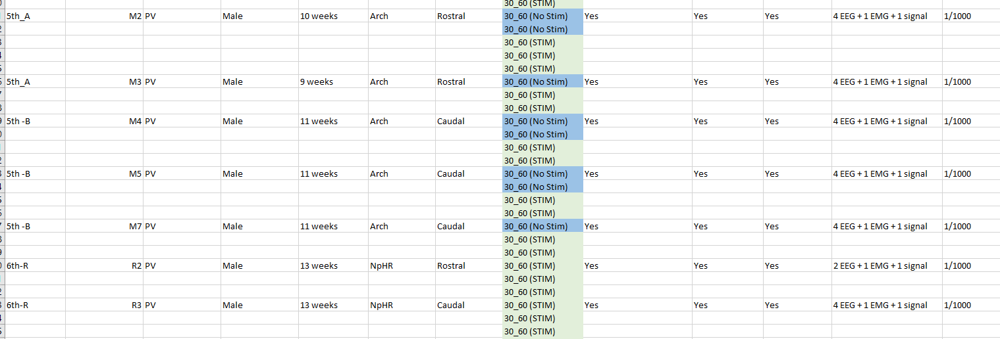 30_60 (STIM)
5th_A M2 PV Male 10 weeks Arch Rostral 30_60 (No Stim) Yes Yes Yes 4 EEG + 1 EMG + 1 signal 1/1000
30_60 (No Stim)
30_60 (STIM)
30_60 (STIM)
30_60 (STIM)
5th_A M3 PV Male 9 weeks Arch Rostral 30_60 (No Stim) Yes Yes Yes 4 EEG + 1 EMG + 1 signal 1/1000
30_60 (STIM)
30_60 (STIM)
5th -B M4 PV Male 11 weeks Arch Caudal 30_60 (No Stim) Yes Yes Yes 4 EEG + 1 EMG + 1 signal 1/1000
30_60 (No Stim)
30_60 (STIM)
30_60 (STIM)
5th -B M5 PV Male 11 weeks Arch Caudal 30_60 (No Stim) Yes Yes Yes 4 EEG + 1 EMG + 1 signal 1/1000
30_60 (No Stim)
30_60 (STIM)
30_60 (STIM)
5th -B M7 PV Male 11 weeks Arch Caudal 30_60 (No Stim) Yes Yes Yes 4 EEG + 1 EMG + 1 signal 1/1000
30_60 (STIM)
30_60 (STIM)
6th-R R2 PV Male 13 weeks NpHR Rostral 30_60 (STIM) Yes Yes Yes 2 EEG + 1 EMG + 1 signal 1/1000
30_60 (STIM)
30_60 (STIM)
6th-R R3 PV Male 13 weeks NpHR Caudal 30_60 (STIM) Yes Yes Yes 4 EEG + 1 EMG + 1 signal 1/1000
30_60 (STIM)
30_60 (STIM)